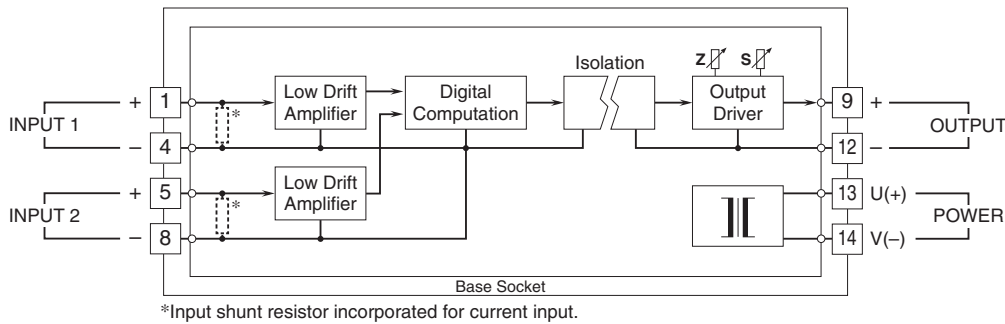 Isolation
Z
S
INPUT 1
+ 1
*
Low Drift
Amplifier
Digital
Computation
Output
Driver
9 +
OUTPUT
– 4
12 –
INPUT 2
+ 5
*
Low Drift
Amplifier
– 8
13 U(+)
POWER
14 V(–)
Base Socket
*Input shunt resistor incorporated for current input.